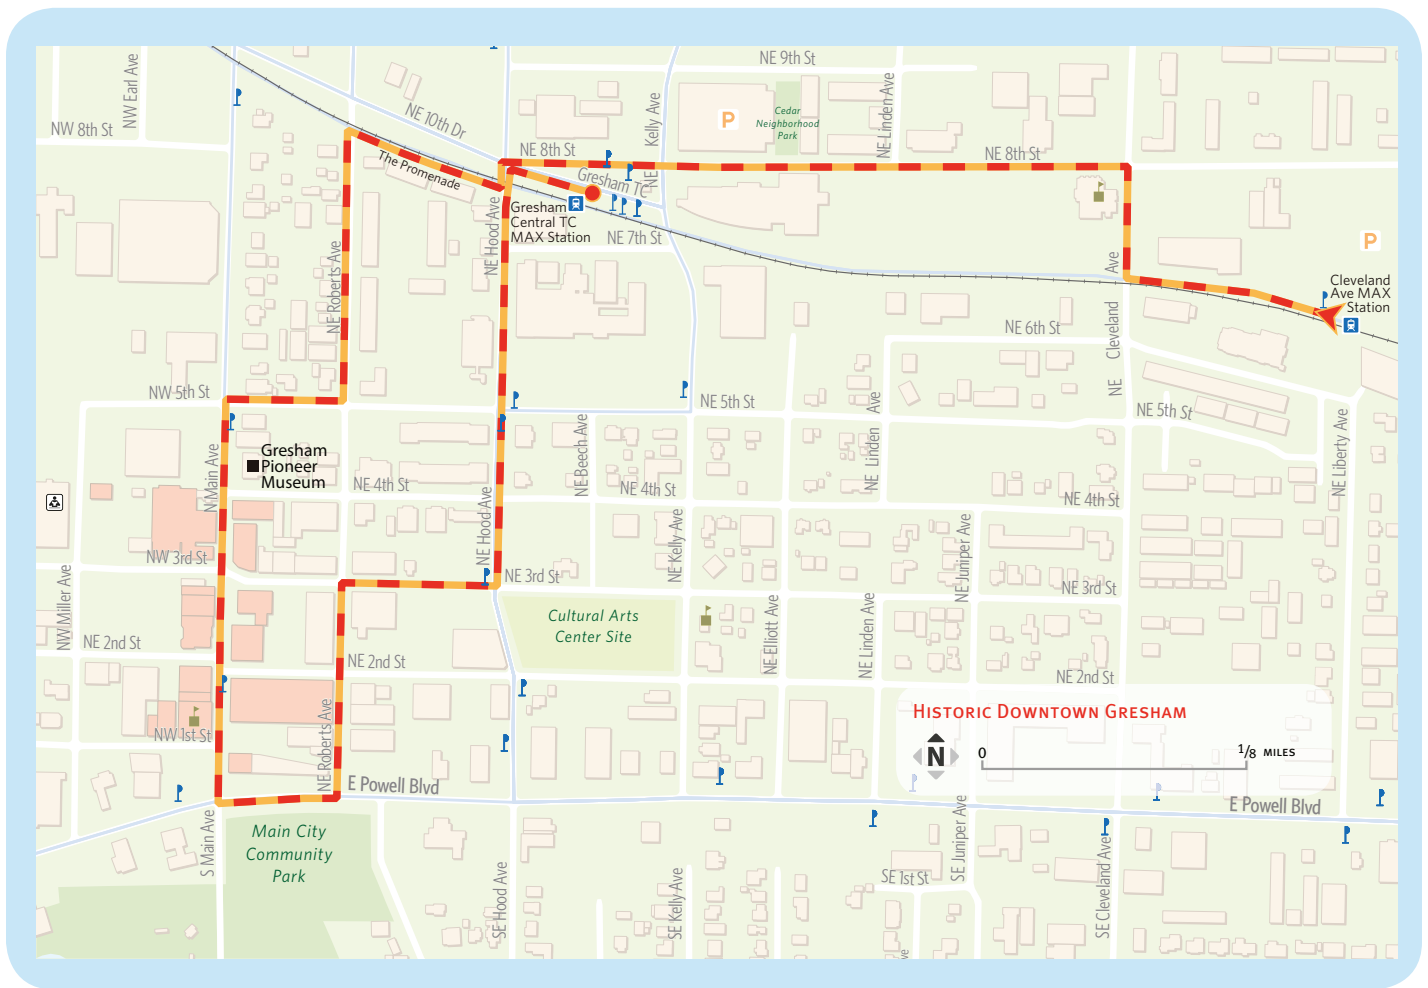 NE 9th St
NW Earl Ave
NW 8th St
NE 10th Dr
Kelly Ave
NE
P
Cedar
Neighborhood
Park
NE Linden Ave
NE 8th St
NE 8th St
The Promenade
Gresham TC
Gresham
Central TC
MAX Station
NE 7th St
NE Hood Ave
NE Roberts Ave
P
Ave
Cleveland
NE
Cleveland
Ave MAX
Station
NE 6th St
NW 5th St
NE 5th St
NE 5th St
Ave
Linden
NE
NE Beech Ave
NE Liberty Ave
N Main Ave
Gresham
Pioneer
Museum
NE 4th St
NE 4th St
NE 4th St
NE Hood Ave
NE Kelly Ave
NE Juniper Ave
NW 3rd St
NE 3rd St
NE 3rd St
NW Miller Ave
Cultural Arts
Center Site
NE Elliott Ave
NE Linden Ave
NE 2nd St
NE 2nd St
NE 2nd St
NW 1st St
NE Roberts Ave
Historic Downtown Gresham
N
0
1/8 MILES
E Powell Blvd
E Powell Blvd
S Main Ave
Main City
Community
Park
SE Hood Ave
SE Kelly Ave
SE 1st St
SE Juniper Ave
SE Cleveland Ave
ve